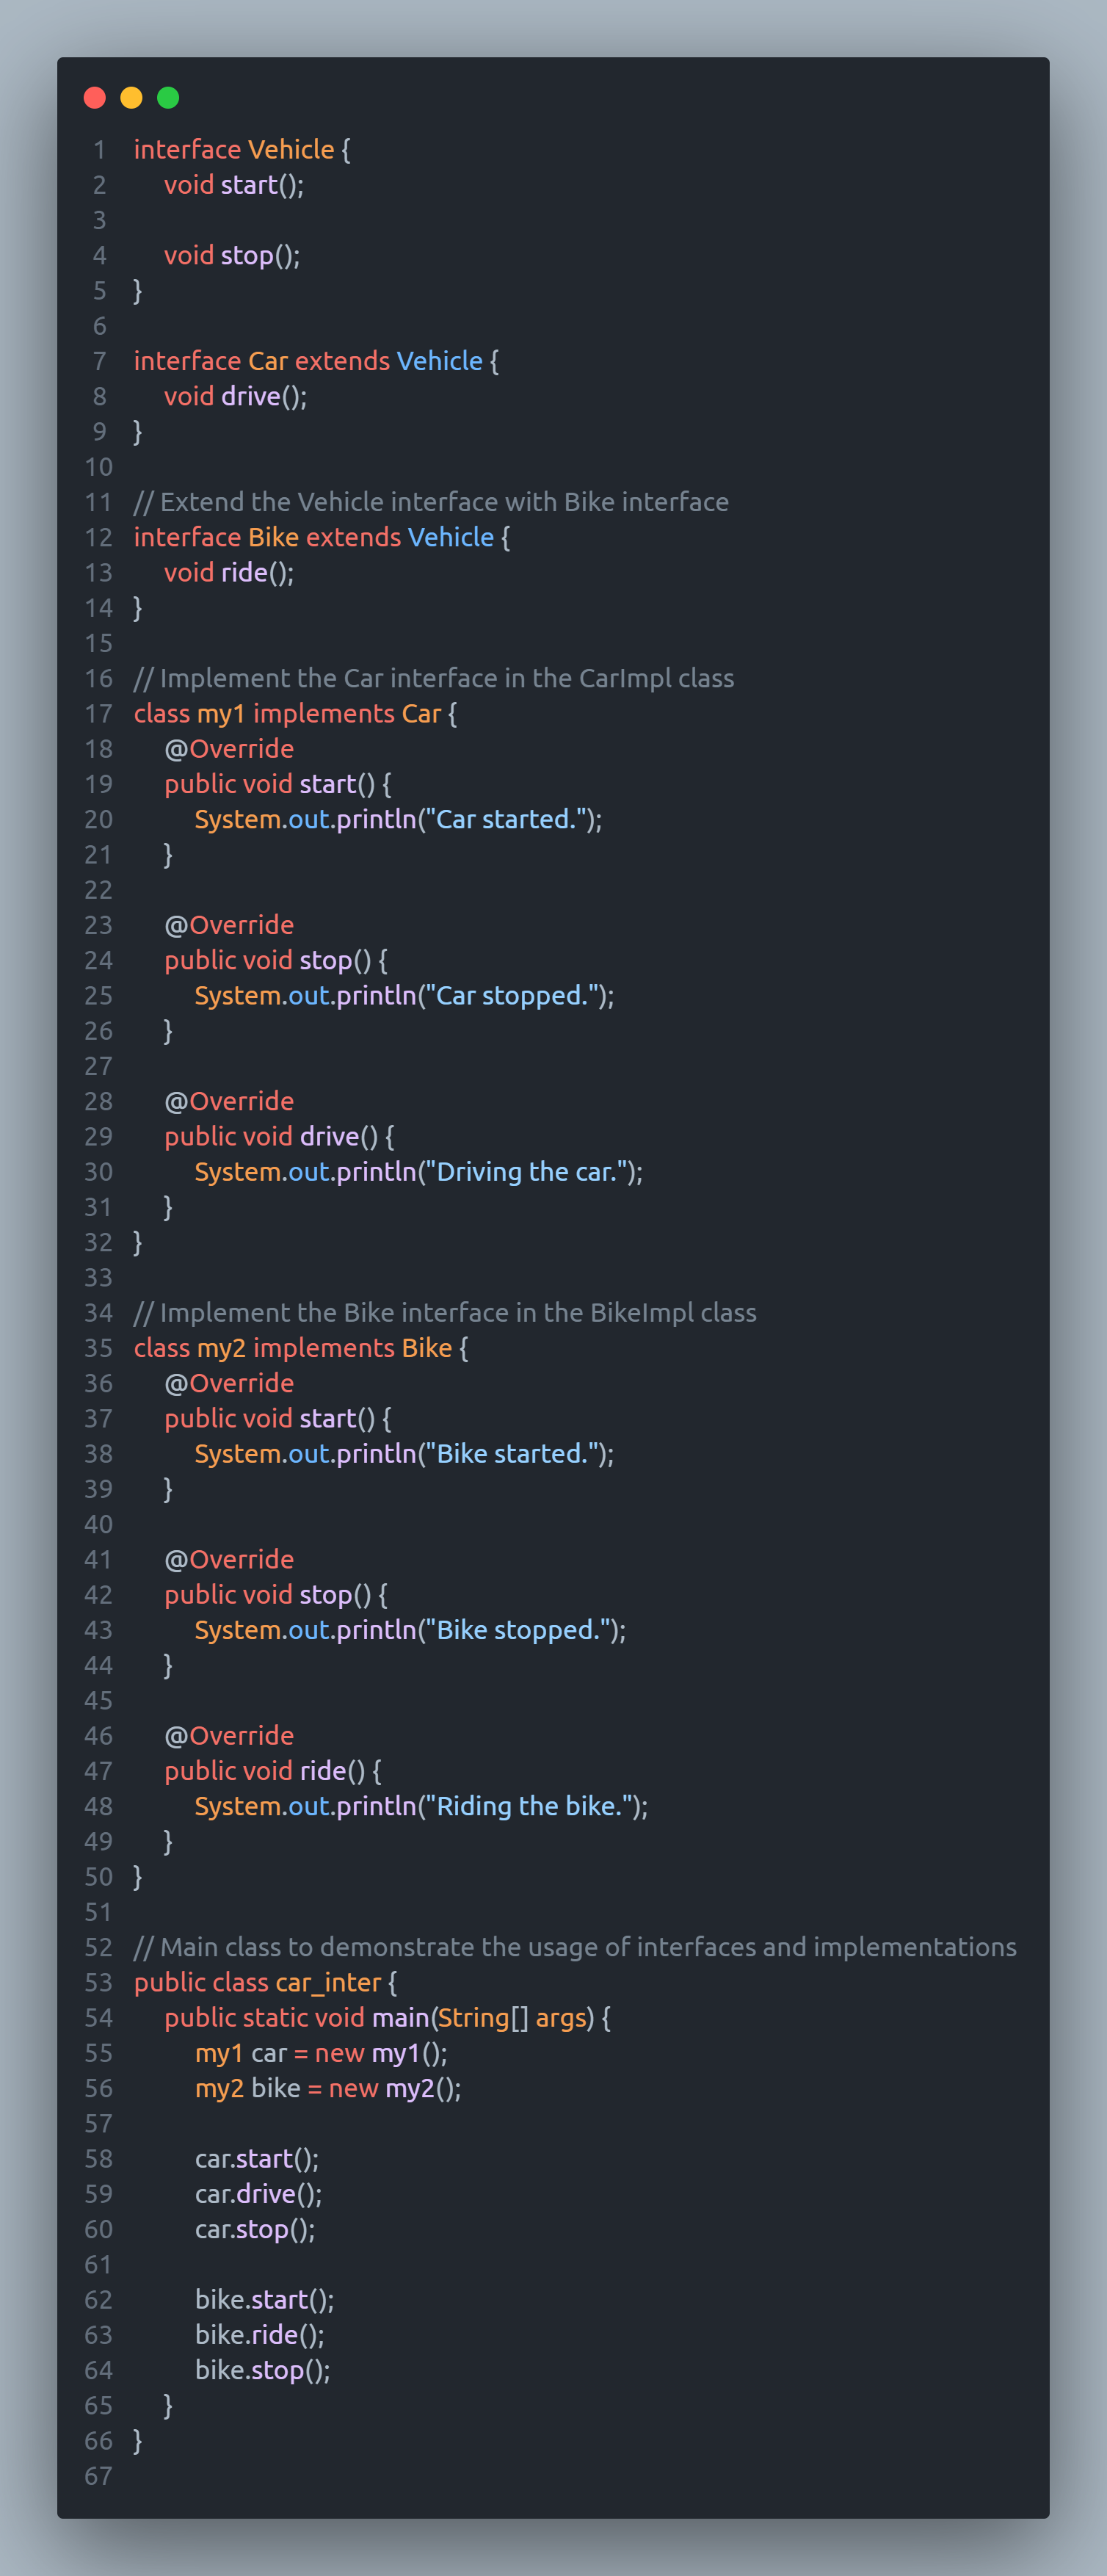 1 interface Vehicle {
2     void start();
3
4     void stop();
5 }
6
7 interface Car extends Vehicle {
8     void drive();
9 }
10
11 // Extend the Vehicle interface with Bike interface
12 interface Bike extends Vehicle {
13     void ride();
14 }
15
16 // Implement the Car interface in the CarImpl class
17 class my1 implements Car {
18     @Override
19     public void start() {
20         System.out.println("Car started.");
21     }
22
23     @Override
24     public void stop() {
25         System.out.println("Car stopped.");
26     }
27
28     @Override
29     public void drive() {
30         System.out.println("Driving the car.");
31     }
32 }
33
34 // Implement the Bike interface in the BikeImpl class
35 class my2 implements Bike {
36     @Override
37     public void start() {
38         System.out.println("Bike started.");
39     }
40
41     @Override
42     public void stop() {
43         System.out.println("Bike stopped.");
44     }
45
46     @Override
47     public void ride() {
48         System.out.println("Riding the bike.");
49     }
50 }
51
52 // Main class to demonstrate the usage of interfaces and implementations
53 public class car_inter {
54     public static void main(String[] args) {
55         my1 car = new my1();
56         my2 bike = new my2();
57
58         car.start();
59         car.drive();
60         car.stop();
61
62         bike.start();
63         bike.ride();
64         bike.stop();
65     }
66 }
67